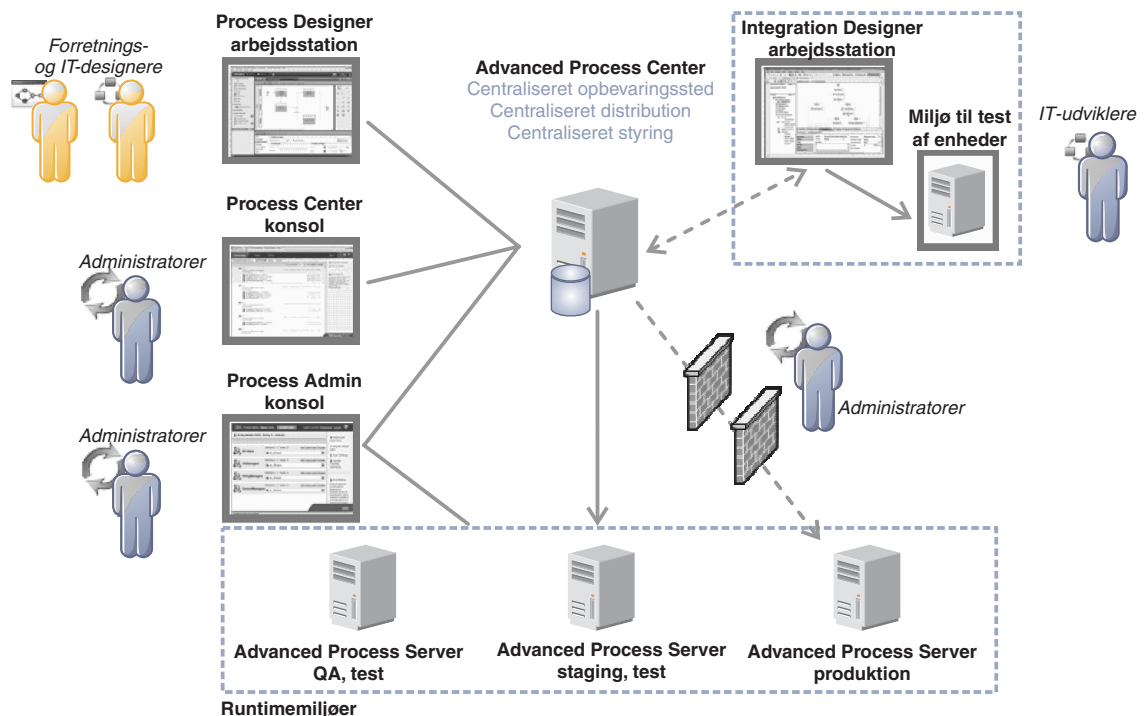 Process Designer
arbejdsstation
Forretnings-
og IT-designere
Advanced Process Center
Centraliseret opbevaringssted
Centraliseret distribution
Centraliseret styring
Integration Designer
arbejdsstation
Miljø til test
af enheder
IT-udviklere
Process Center
konsol
Administratorer
Process Admin
konsol
Administratorer
Administratorer
Advanced Process Server
QA, test
Advanced Process Server
staging, test
Advanced Process Server
produktion
Runtimemiljøer